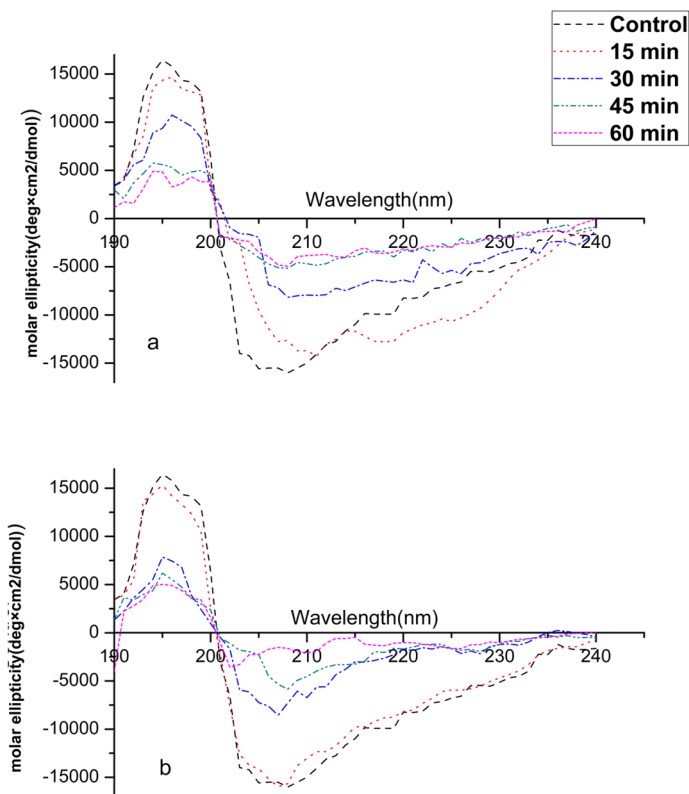 Control
15 min
30 min
45 min
60 min
molar ellipticity(deg×cm2/dmol))
15000
10000
5000
0
-5000
-10000
-15000
Wavelength(nm)
190 200 210 220 230 240
a
molar ellipticity(deg×cm2/dmol))
15000
10000
5000
0
-5000
-10000
-15000
Wavelength(nm)
190 200 210 220 230 240
b